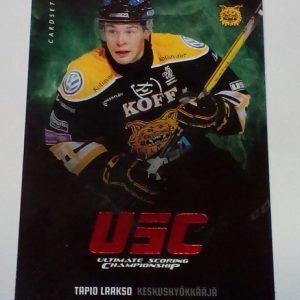 CARDSET
KOFF
USC
ULTIMATE SCORING
CHAMPIONSHIP
TAPIO LAAKSO KESKUSHYÖKKÄÄJÄ